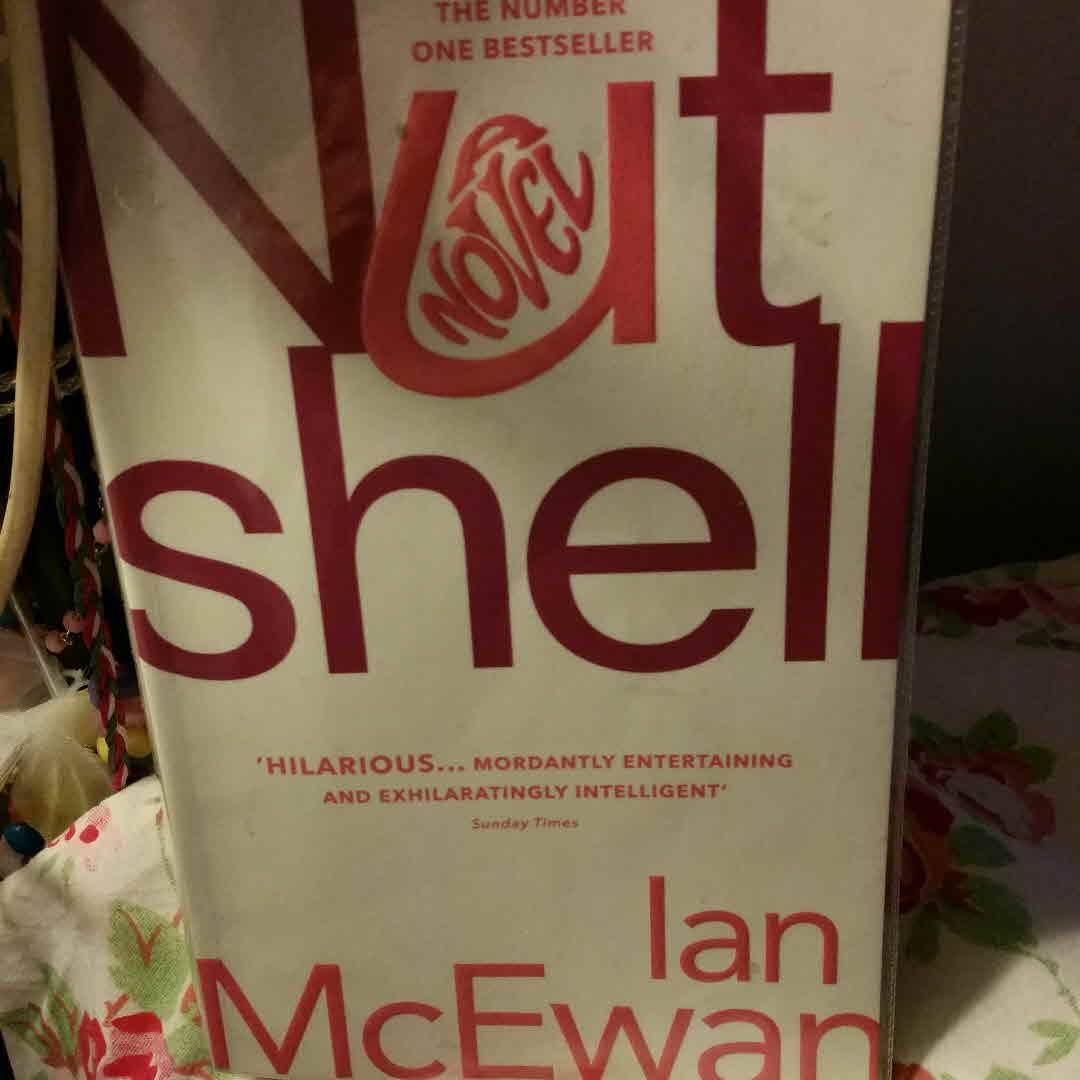 THE NUMBER
ONE BESTSELLER
Nut
A
NOVEL
shell
'HILARIOUS... MORDANTLY ENTERTAINING
AND EXHILARATINGLY INTELLIGENT'
Sunday Times
Ian
McEwan